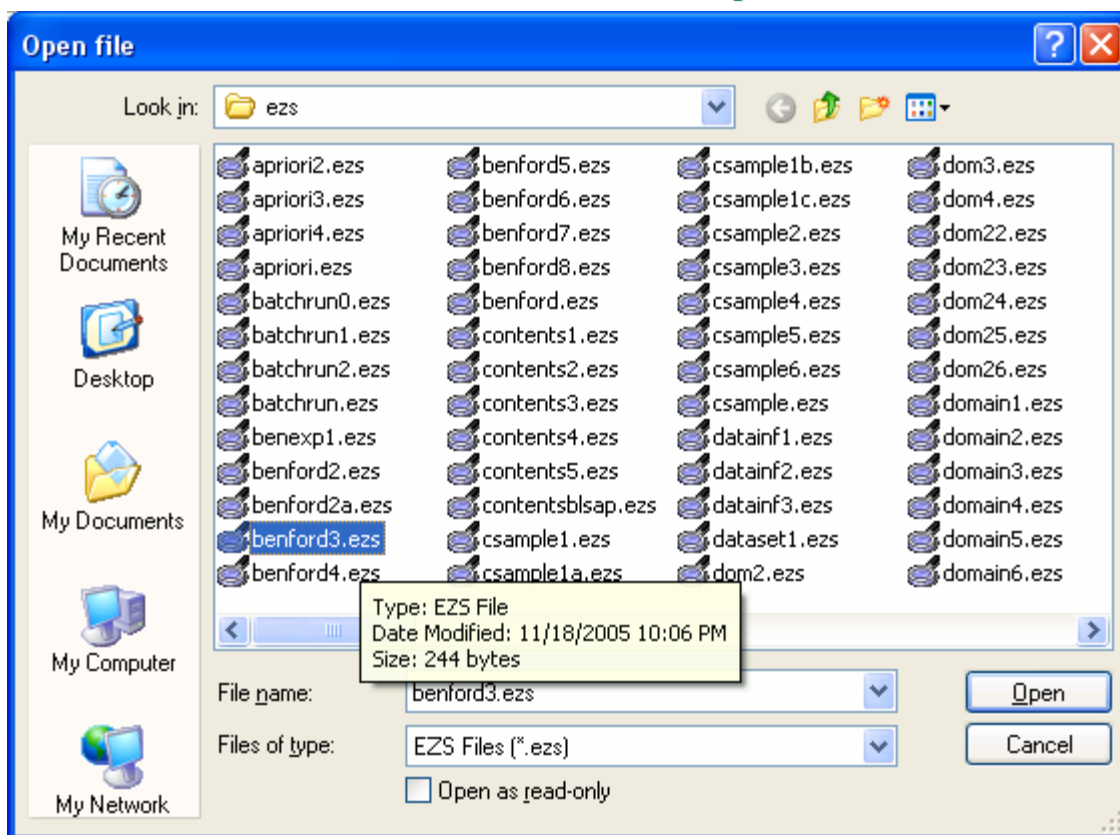 Open file
Look in:
ezs
My Recent
Documents
Desktop
My Documents
My Computer
My Network
apriori2.ezs
apriori3.ezs
apriori4.ezs
apriori.ezs
batchrun0.ezs
batchrun1.ezs
batchrun2.ezs
batchrun.ezs
benexp1.ezs
benford2.ezs
benford2a.ezs
benford3.ezs
benford4.ezs
benford5.ezs
benford6.ezs
benford7.ezs
benford8.ezs
benford.ezs
contents1.ezs
contents2.ezs
contents3.ezs
contents4.ezs
contents5.ezs
contentsblsap.ezs
csample1.ezs
csample1a.ezs
csample1b.ezs
csample1c.ezs
csample2.ezs
csample3.ezs
csample4.ezs
csample5.ezs
csample6.ezs
csample.ezs
datainf1.ezs
datainf2.ezs
datainf3.ezs
dataset1.ezs
dom2.ezs
dom3.ezs
dom4.ezs
dom22.ezs
dom23.ezs
dom24.ezs
dom25.ezs
dom26.ezs
domain1.ezs
domain2.ezs
domain3.ezs
domain4.ezs
domain5.ezs
domain6.ezs
Type: EZS File
Date Modified: 11/18/2005 10:06 PM
Size: 244 bytes
File name:
benford3.ezs
Open
Files of type:
EZS Files (*.ezs)
Cancel
Open as read-only